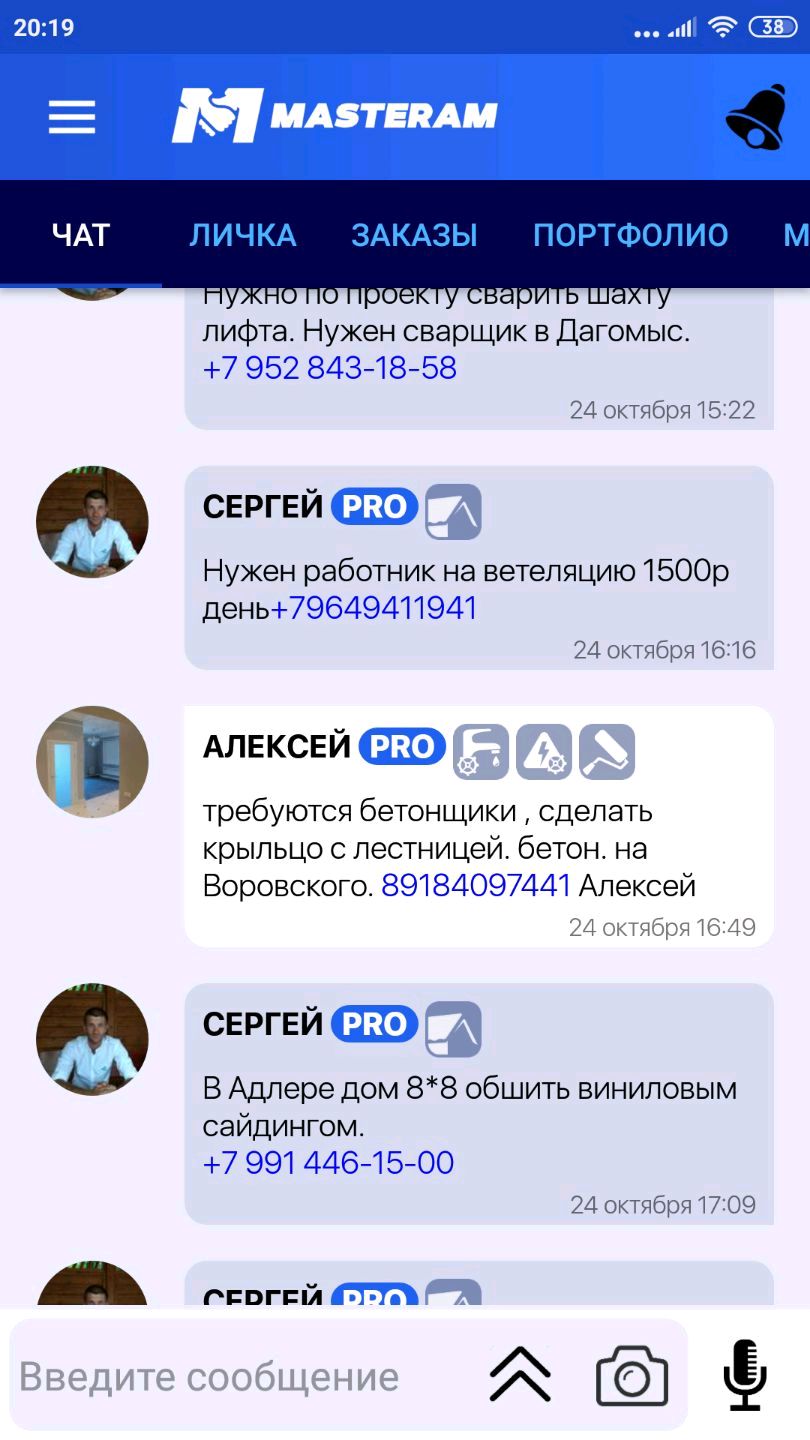 20:19
38
MASTERAM
ЧАТ ЛИЧКА ЗАКАЗЫ ПОРТФОЛИО М
Нужно по проекту сварить шахту
лифта. Нужен сварщик в Дагомыс.
+7 952 843-18-58
24 октября 15:22
СЕРГЕЙ PRO
Нужен работник на ветеляцию 1500р
день+79649411941
24 октября 16:16
АЛЕКСЕЙ PRO
требуются бетонщики , сделать
крыльцо с лестницей. бетон. на
Воровского. 89184097441 Алексей
24 октября 16:49
СЕРГЕЙ PRO
В Адлере дом 8*8 обшить виниловым
сайдингом.
+7 991 446-15-00
24 октября 17:09
СЕРГЕЙ PRO
Введите сообщение